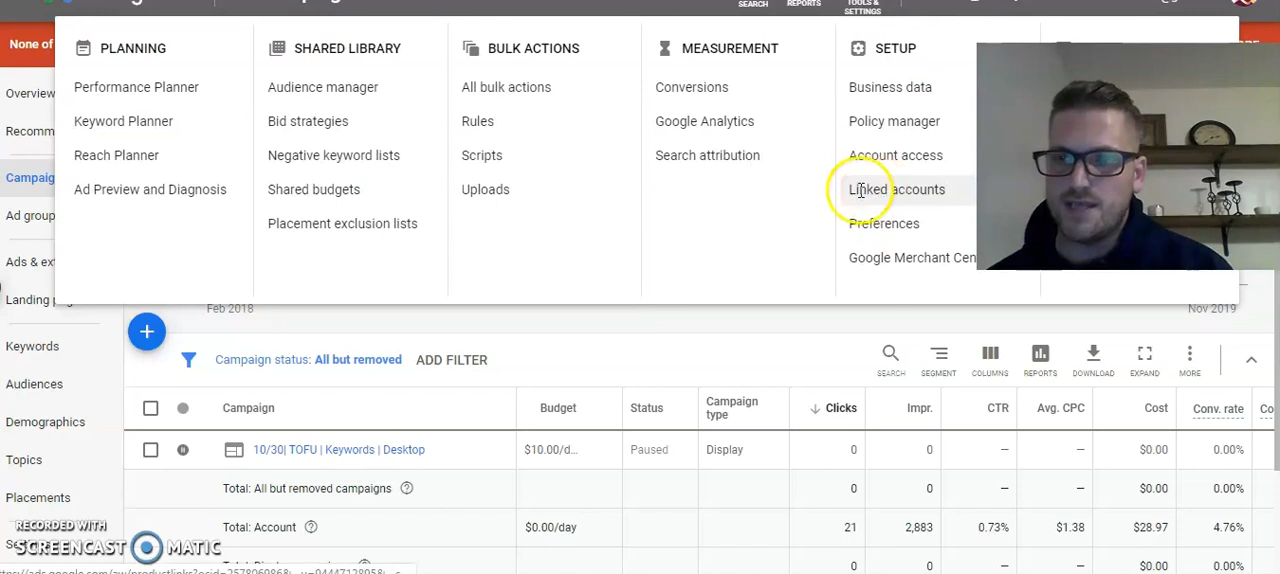 SEARCH
REPORTS
TOOLS &
SETTINGS
None of
PLANNING
Performance Planner
Keyword Planner
Reach Planner
Ad Preview and Diagnosis
SHARED LIBRARY
Audience manager
Bid strategies
Negative keyword lists
Shared budgets
Placement exclusion lists
BULK ACTIONS
All bulk actions
Rules
Scripts
Uploads
MEASUREMENT
Conversions
Google Analytics
Search attribution
SETUP
Business data
Policy manager
Account access
Linked accounts
Preferences
Google Merchant Cen
Overview
Recomm
Campaig
Ad group
Ads & ex
Landing pag
Keywords
Audiences
Demographics
Topics
Placements
Feb 2018
Nov 2019
Campaign status: All but removed
ADD FILTER
SEARCH
SEGMENT
COLUMNS
REPORTS
DOWNLOAD
EXPAND
MORE
Campaign
Budget
Status
Campaign
type
Clicks
Impr.
CTR
Avg. CPC
Cost
Conv. rate
Co
10/30| TOFU | Keywords | Desktop
$10.00/d...
Paused
Display
0
0
—
—
$0.00
0.00%
Total: All but removed campaigns
0
0
—
—
$0.00
0.00%
Total: Account
$0.00/day
21
2,883
0.73%
$1.38
$28.97
4.76%
0
0
—
—
$0.00
0.00%
RECORDED WITH
SCREENCAST MATIC